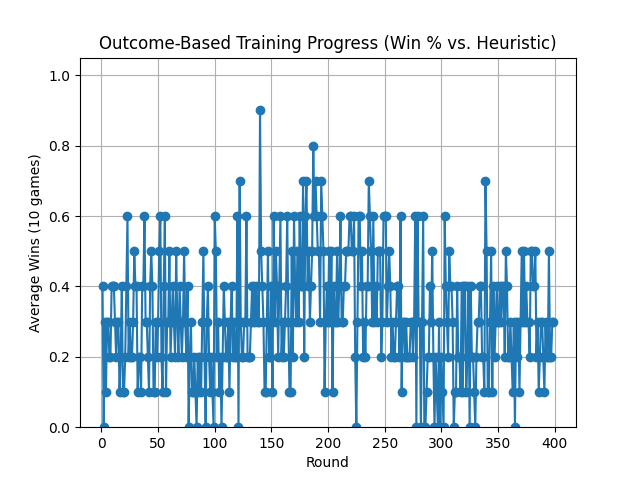 Outcome-Based Training Progress (Win % vs. Heuristic)
1.0
0.8
0.6
0.4
0.2
0.0
Average Wins (10 games)
0 50 100 150 200 250 300 350 400
Round